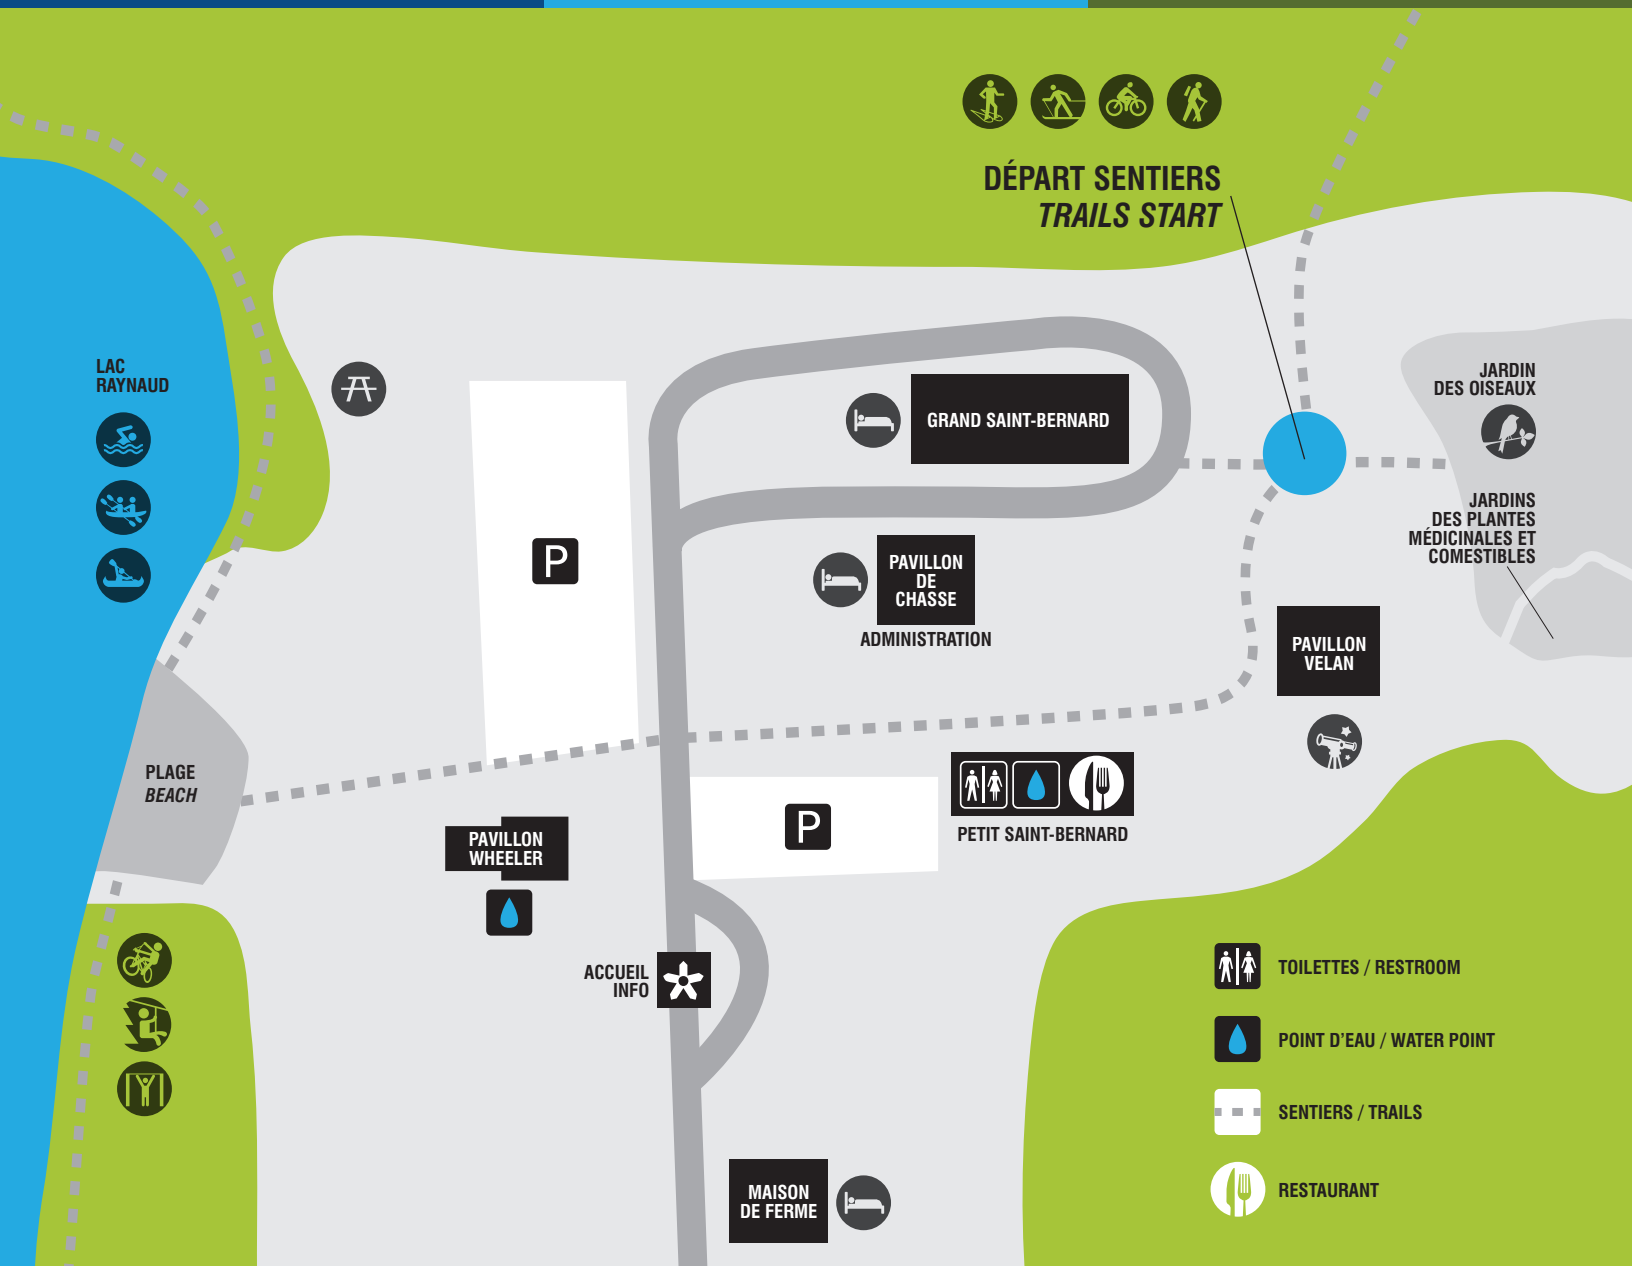 DÉPART SENTIERS
TRAILS START
LAC
RAYNAUD
JARDIN
DES OISEAUX
GRAND SAINT-BERNARD
JARDINS
DES PLANTES
MÉDICINALES ET
COMESTIBLES
P
PAVILLON
DE
CHASSE
ADMINISTRATION
PAVILLON
VELAN
PLAGE
BEACH
P
PETIT SAINT-BERNARD
PAVILLON
WHEELER
ACCUEIL
INFO
TOILETTES / RESTROOM
POINT D'EAU / WATER POINT
SENTIERS / TRAILS
RESTAURANT
MAISON
DE FERME